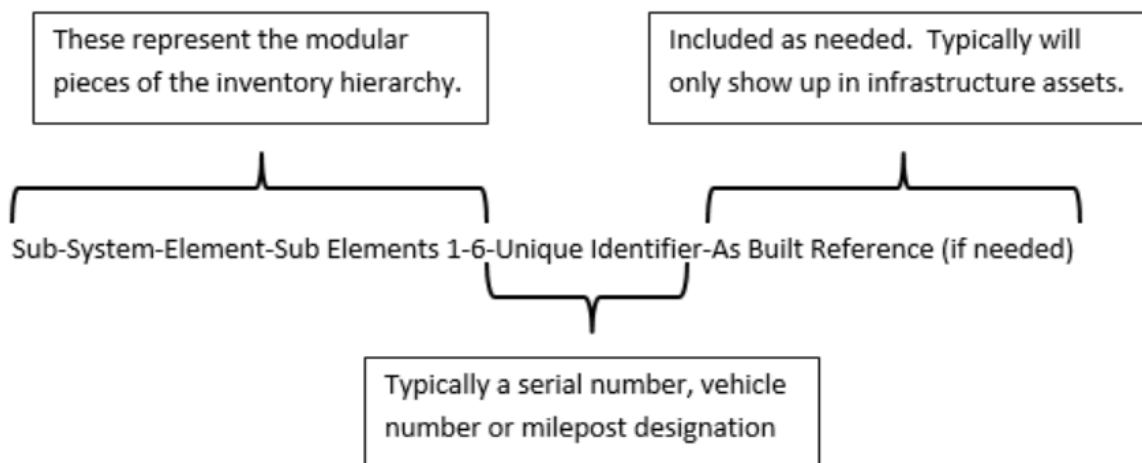 These represent the modular
pieces of the inventory hierarchy.
Included as needed.  Typically will
only show up in infrastructure assets.
Sub-System-Element-Sub Elements 1-6-Unique Identifier-As Built Reference (if needed)
Typically a serial number, vehicle
number or milepost designation